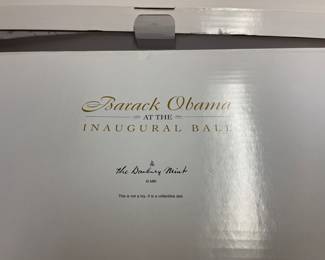 Barack Obama
AT THE
INAUGURAL BALL
the Danbury Mint
This is not a toy. It is a collectible doll.